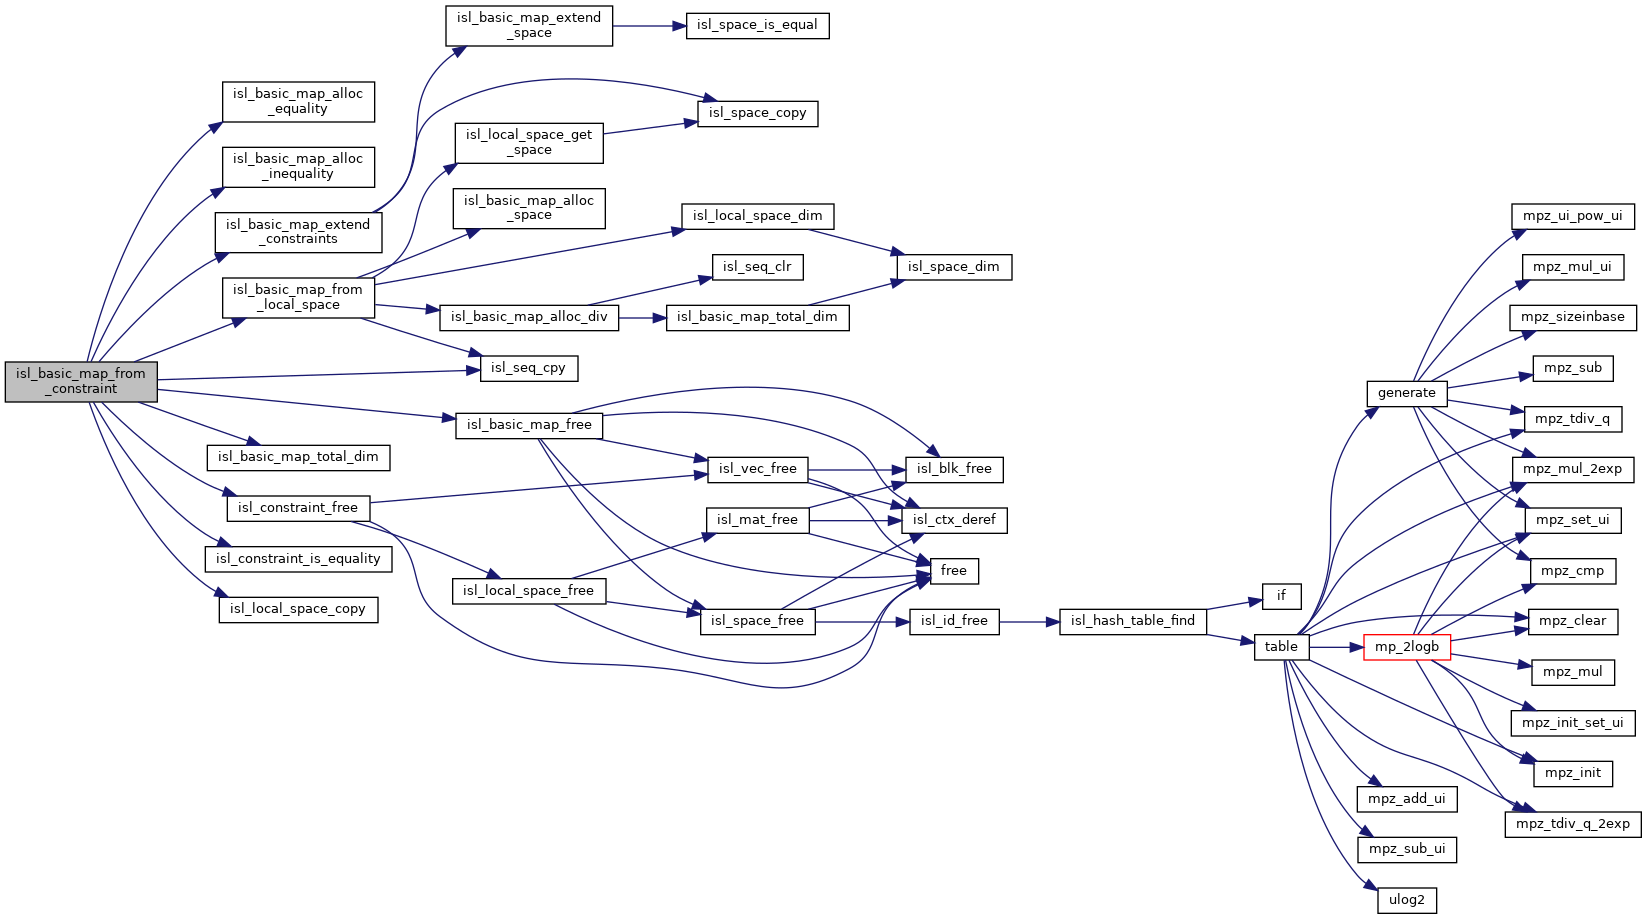 isl_basic_map_from
_constraint
isl_basic_map_alloc
_equality
isl_basic_map_alloc
_inequality
isl_basic_map_extend
_constraints
isl_basic_map_from
_local_space
isl_basic_map_total_dim
isl_constraint_free
isl_constraint_is_equality
isl_local_space_copy
isl_basic_map_extend
_space
isl_local_space_get
_space
isl_basic_map_alloc
_space
isl_basic_map_alloc_div
isl_seq_cpy
isl_basic_map_free
isl_local_space_free
isl_space_is_equal
isl_space_copy
isl_local_space_dim
isl_seq_clr
isl_basic_map_total_dim
isl_vec_free
isl_mat_free
isl_space_free
isl_space_dim
isl_blk_free
isl_ctx_deref
free
isl_id_free
isl_hash_table_find
if
table
generate
mp_2logb
mpz_add_ui
mpz_sub_ui
ulog2
mpz_ui_pow_ui
mpz_mul_ui
mpz_sizeinbase
mpz_sub
mpz_tdiv_q
mpz_mul_2exp
mpz_set_ui
mpz_cmp
mpz_clear
mpz_mul
mpz_init_set_ui
mpz_init
mpz_tdiv_q_2exp